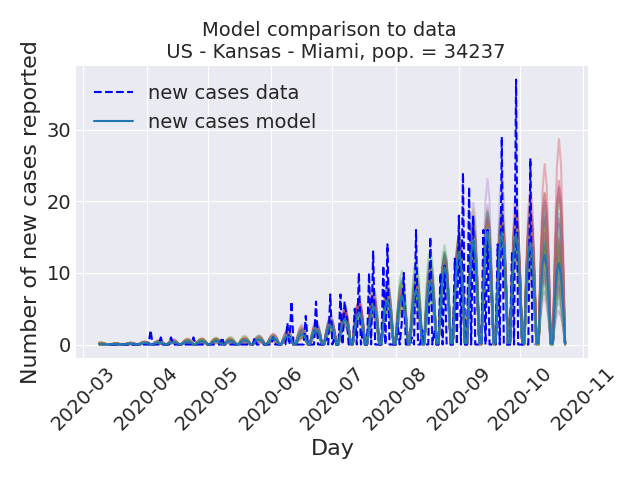 Model comparison to data
US - Kansas - Miami, pop. = 34237
Number of new cases reported
new cases data
new cases model
30
20
10
0
2020-03
2020-04
2020-05
2020-06
2020-07
2020-08
2020-09
2020-10
2020-11
Day